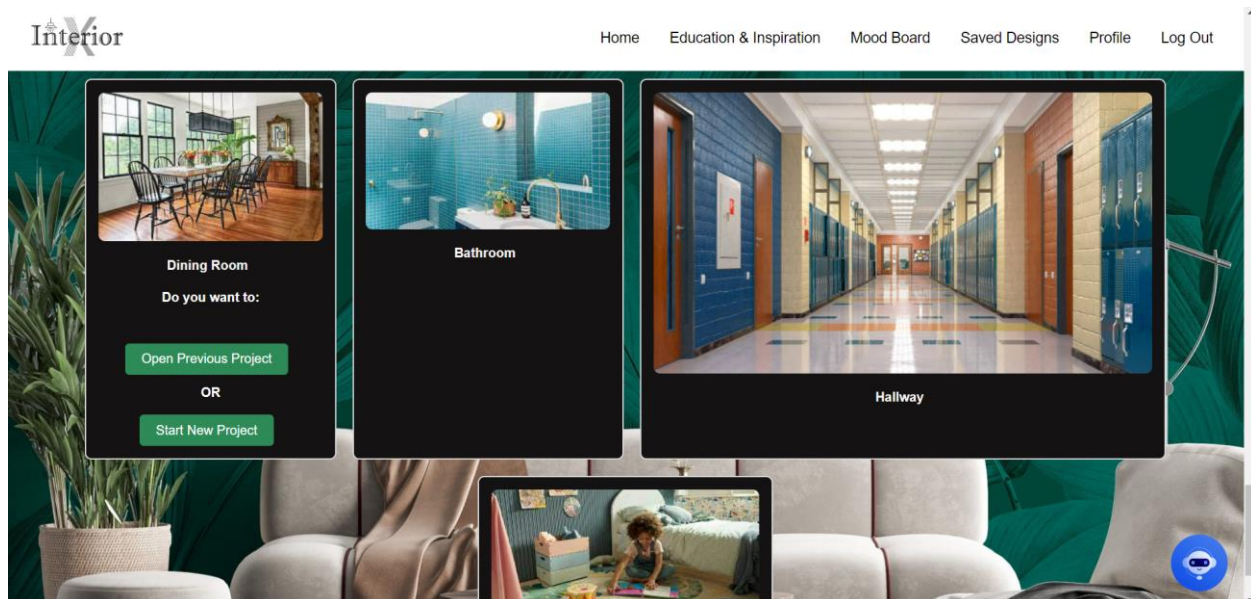 Interior X
Home Education & Inspiration Mood Board Saved Designs Profile Log Out
Dining Room
Do you want to:
Open Previous Project
OR
Start New Project
Bathroom
Hallway